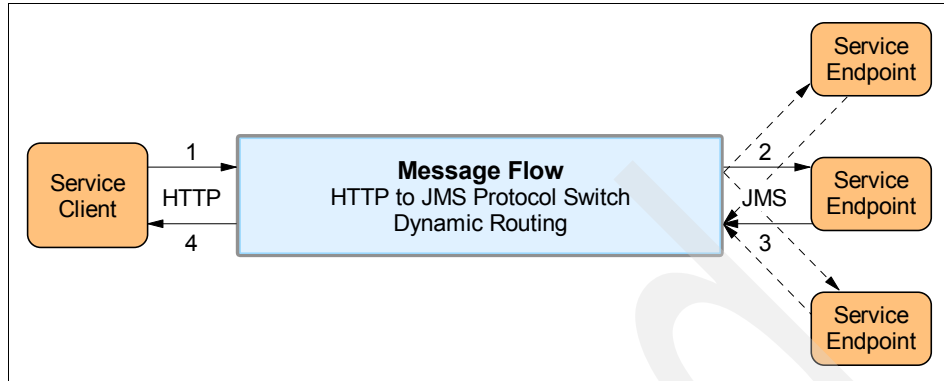 Service
Client
1
HTTP
4
Message Flow
HTTP to JMS Protocol Switch
Dynamic Routing
2
JMS
3
Service
Endpoint
Service
Endpoint
Service
Endpoint